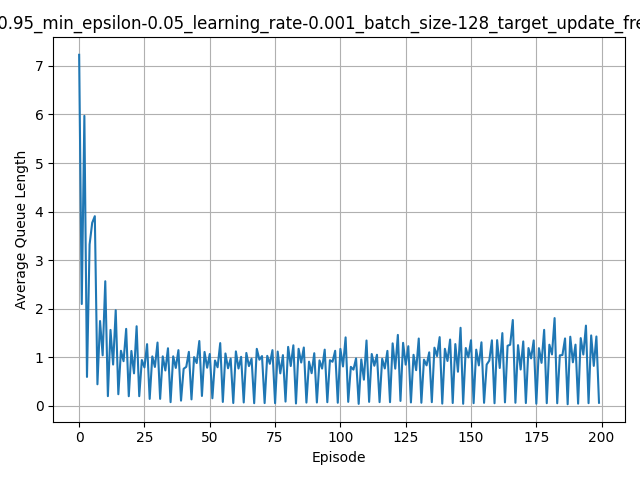 0.95_min_epsilon-0.05_learning_rate-0.001_batch_size-128_target_update_fre
7
6
5
4
3
2
1
0
Average Queue Length
0 25 50 75 100 125 150 175 200
Episode